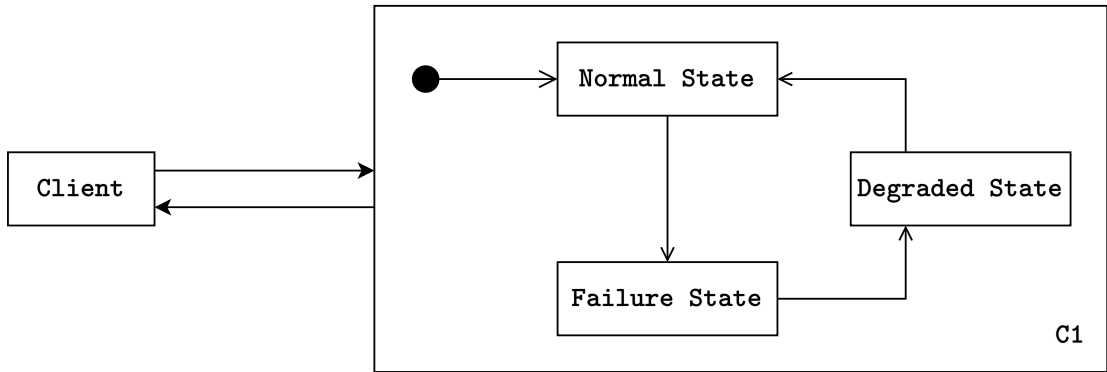 Normal State
Client
Degraded State
Failure State
C1